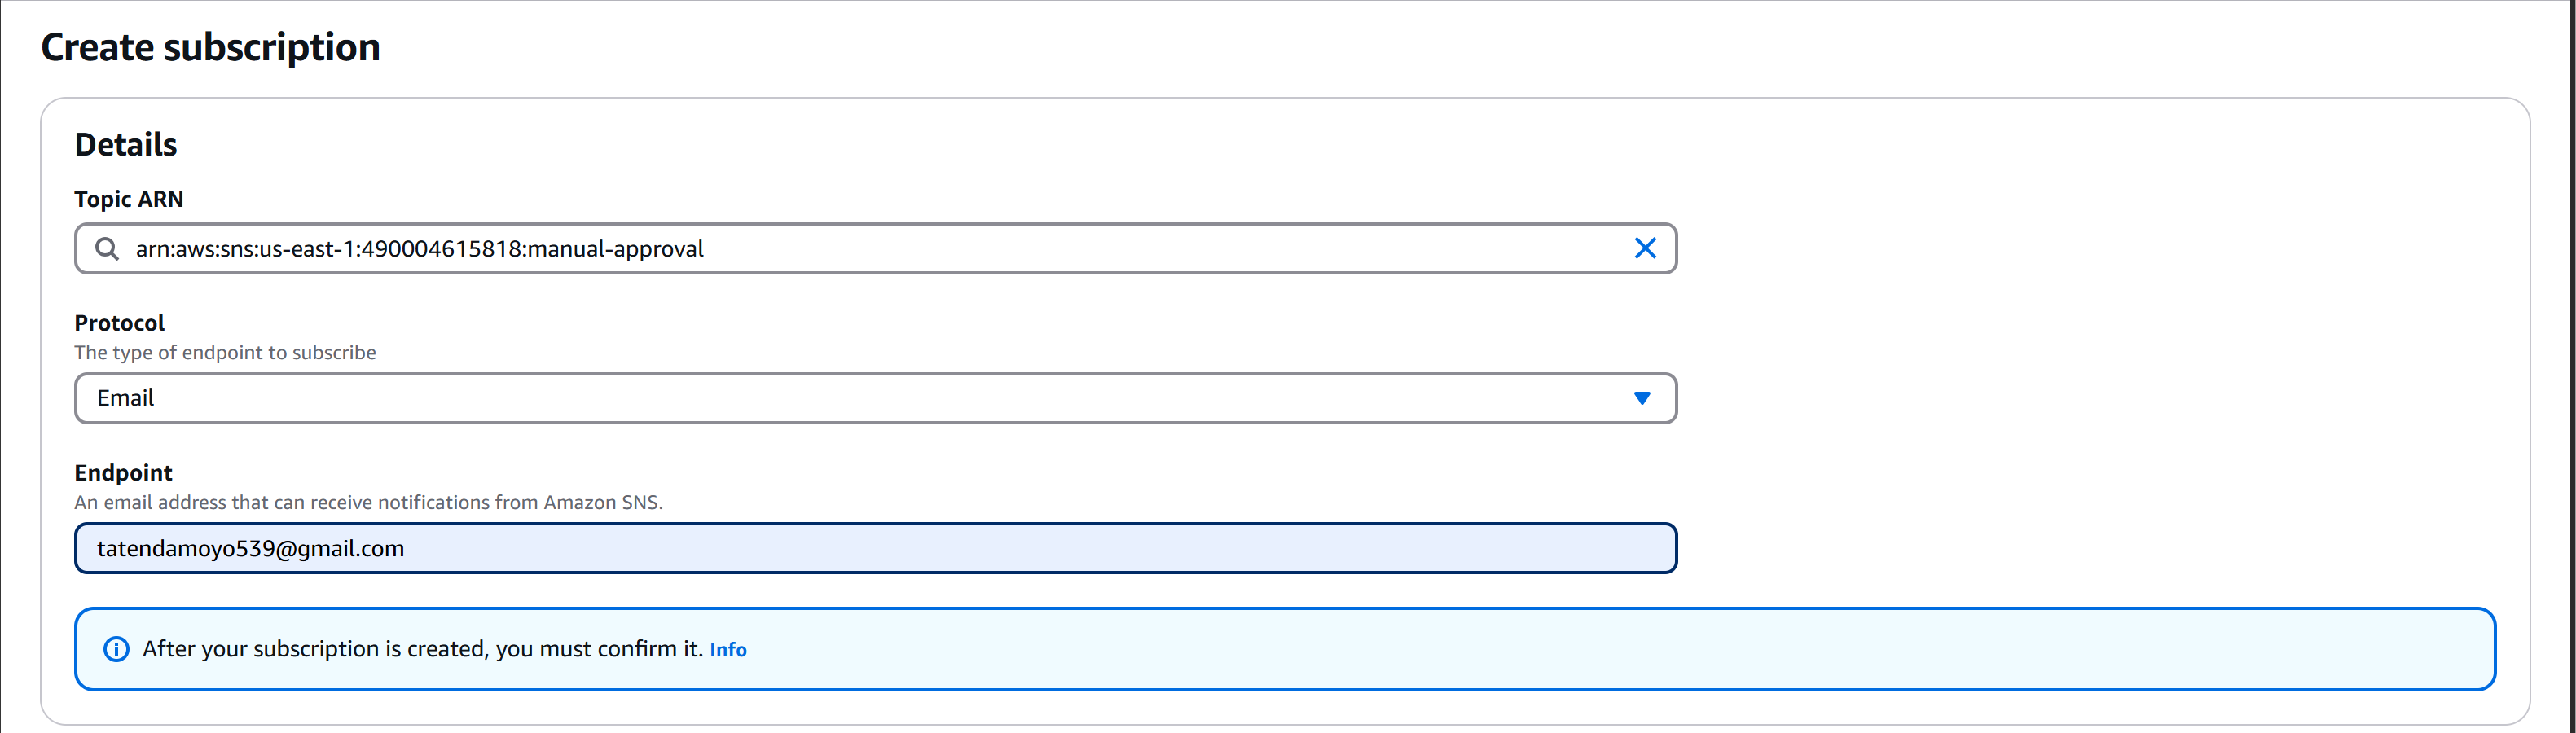 Create subscription
Details
Topic ARN
arn:aws:sns:us-east-1:490004615818:manual-approval
Protocol
The type of endpoint to subscribe
Email
Endpoint
An email address that can receive notifications from Amazon SNS.
tatendamoyo539@gmail.com
After your subscription is created, you must confirm it. Info